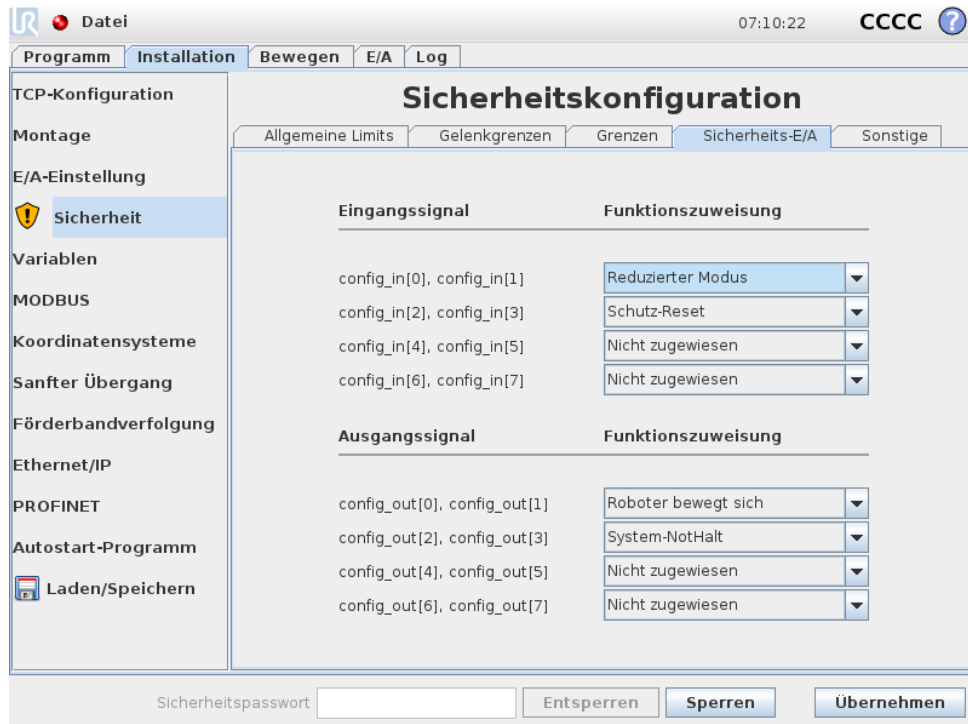 UR Datei 07:10:22 CCCC ?
Programm Installation Bewegen E/A Log
TCP-Konfiguration
Montage
E/A-Einstellung
Sicherheit
Variablen
MODBUS
Koordinatensysteme
Sanfter Übergang
Förderbandverfolgung
Ethernet/IP
PROFINET
Autostart-Programm
Laden/Speichern
Sicherheitskonfiguration
Allgemeine Limits Gelenkgrenzen Grenzen Sicherheits-E/A Sonstige
Eingangssignal Funktionszuweisung
config_in[0], config_in[1] Reduzierter Modus
config_in[2], config_in[3] Schutz-Reset
config_in[4], config_in[5] Nicht zugewiesen
config_in[6], config_in[7] Nicht zugewiesen
Ausgangssignal Funktionszuweisung
config_out[0], config_out[1] Roboter bewegt sich
config_out[2], config_out[3] System-NotHalt
config_out[4], config_out[5] Nicht zugewiesen
config_out[6], config_out[7] Nicht zugewiesen
Sicherheitspasswort Entsperren Sperren Übernehmen